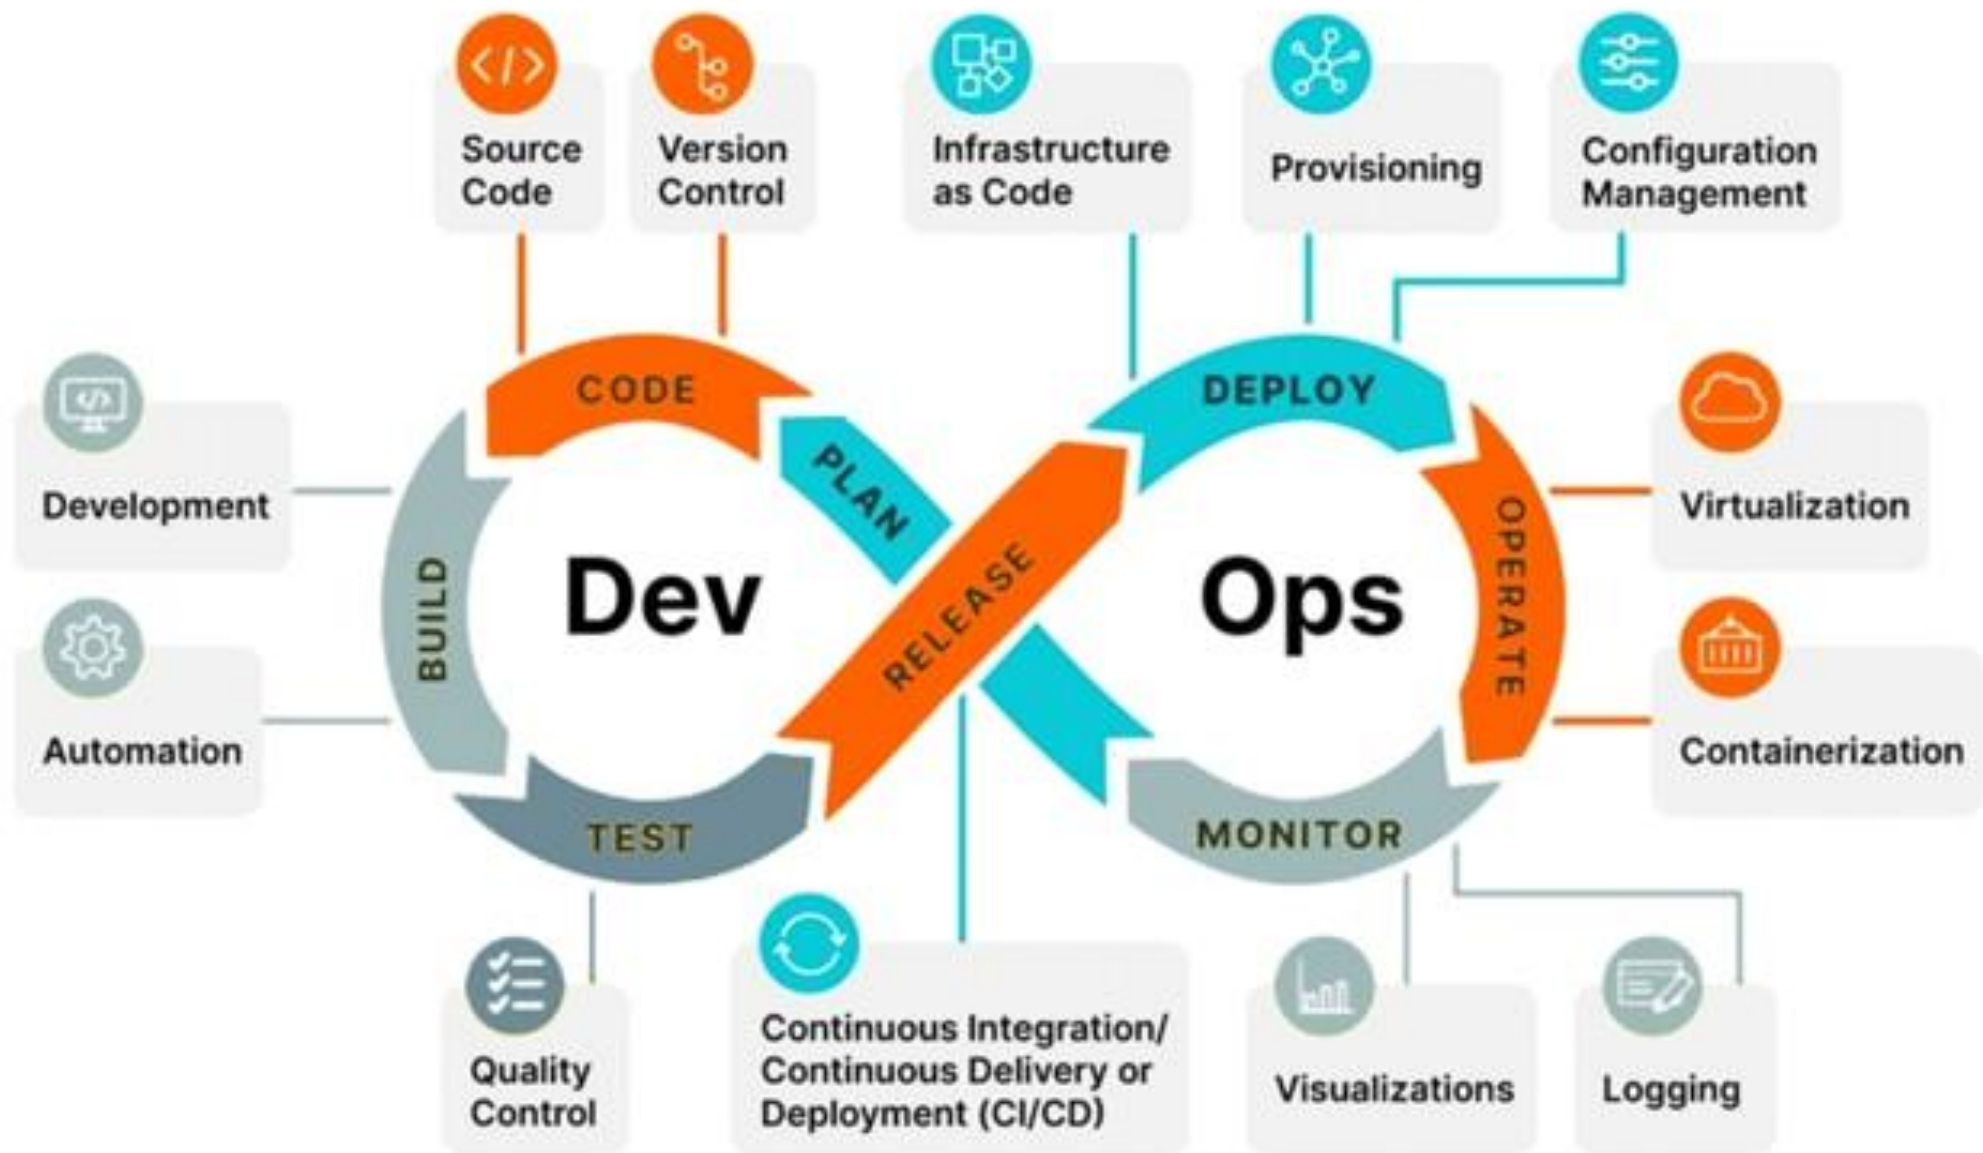 Source
Code
Version
Control
Infrastructure
as Code
Provisioning
Configuration
Management
CODE
DEPLOY
PLAN
Development
Virtualization
BUILD
Dev
RELEASE
Ops
OPERATE
Automation
Containerization
TEST
MONITOR
Quality
Control
Continuous Integration/
Continuous Delivery or
Deployment (CI/CD)
Visualizations
Logging